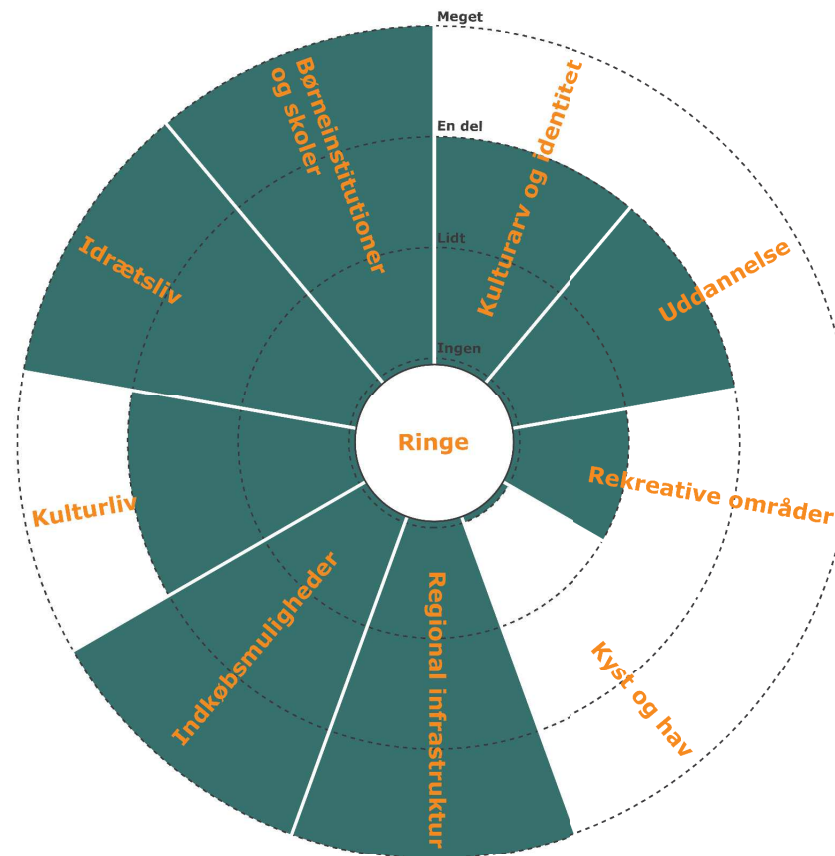 Meget
En del
Lidt
Ingen
Ringe
Kulturarv og identitet
Uddannelse
Rekreative områder
Kyst og hav
Regional infrastruktur
Indkøbsmuligheder
Kulturliv
Idrætsliv
Børneinstitutioner
og skoler